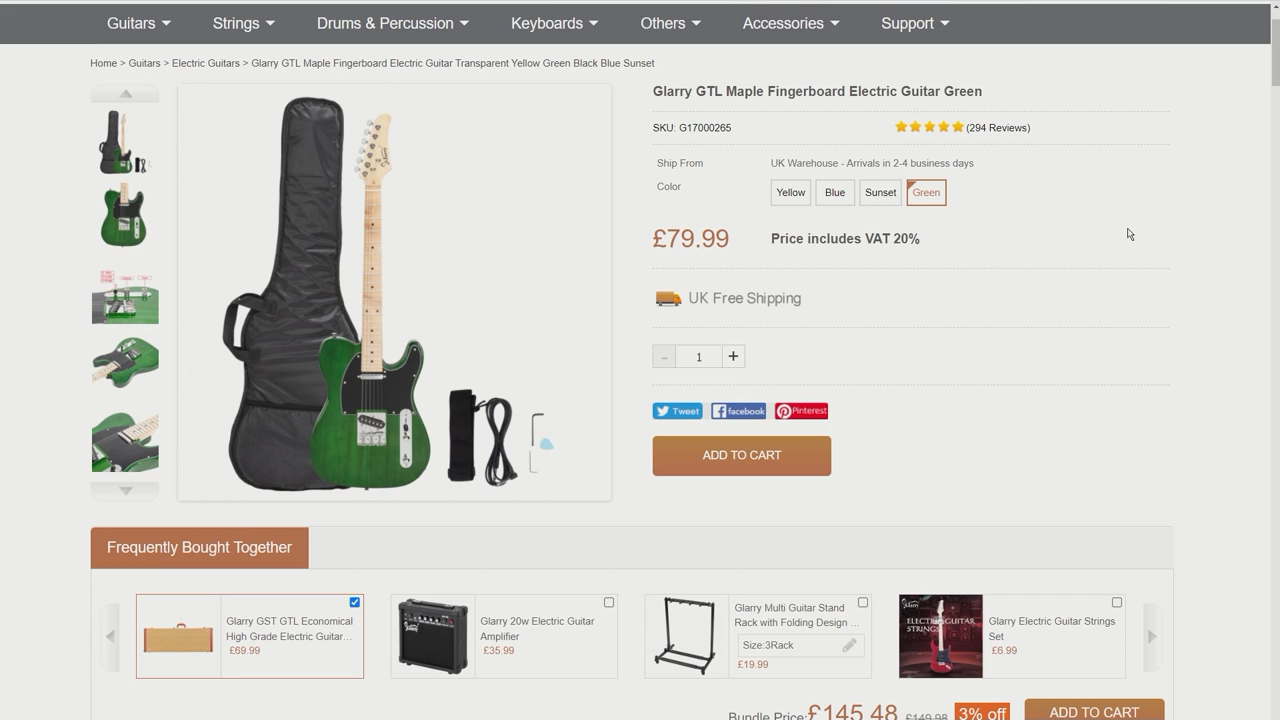 Guitars Strings Drums & Percussion Keyboards Others Accessories Support
Home > Guitars > Electric Guitars > Glarry GTL Maple Fingerboard Electric Guitar Transparent Yellow Green Black Blue Sunset
Glarry GTL Maple Fingerboard Electric Guitar Green
SKU: G17000265 (294 Reviews)
Ship From UK Warehouse - Arrivals in 2-4 business days
Color Yellow Blue Sunset Green
£79.99 Price includes VAT 20%
UK Free Shipping
- 1 +
Tweet facebook Pinterest
ADD TO CART
Frequently Bought Together
Glarry GST GTL Economical
High Grade Electric Guitar...
£69.99
Glarry 20w Electric Guitar
Amplifier
£35.99
Glarry Multi Guitar Stand
Rack with Folding Design ...
Size:3Rack
£19.99
ELECTRIC GUITAR
STRINGS
Glarry Electric Guitar Strings
Set
£6.99
Bundle Price: £145.48 £149.98 3% off ADD TO CART